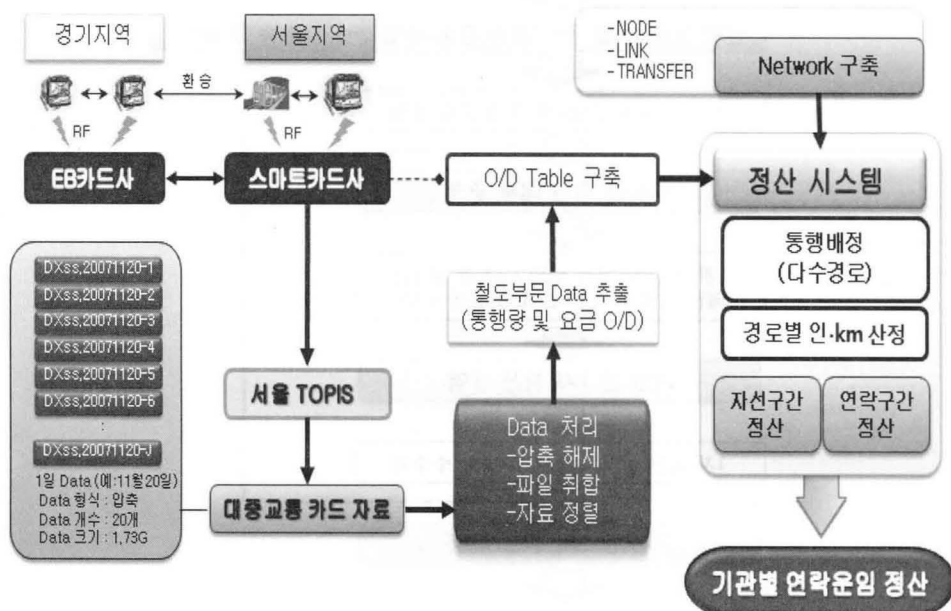 경기지역
서울지역
환승
RF
RF
EB카드사
스마트카드사
O/D Table 구축
-NODE
-LINK
-TRANSFER
Network 구축
정산 시스템
통행배정
(다수경로)
경로별 인·km 산정
자선구간
정산
연락구간
정산
기관별 연락운임 정산
철도부문 Data 추출
(통행량 및 요금 O/D)
서울 TOPIS
대중교통 카드 자료
Data 처리
-압축 해제
-파일 취합
-자료 정렬
DXss,20071120-1
DXss,20071120-2
DXss,20071120-3
DXss,20071120-4
DXss,20071120-5
DXss,20071120-6
:
DXss,20071120-J
1일 Data (예:11월20일)
Data 형식 : 압축
Data 개수 : 20개
Data 크기 : 1,73G